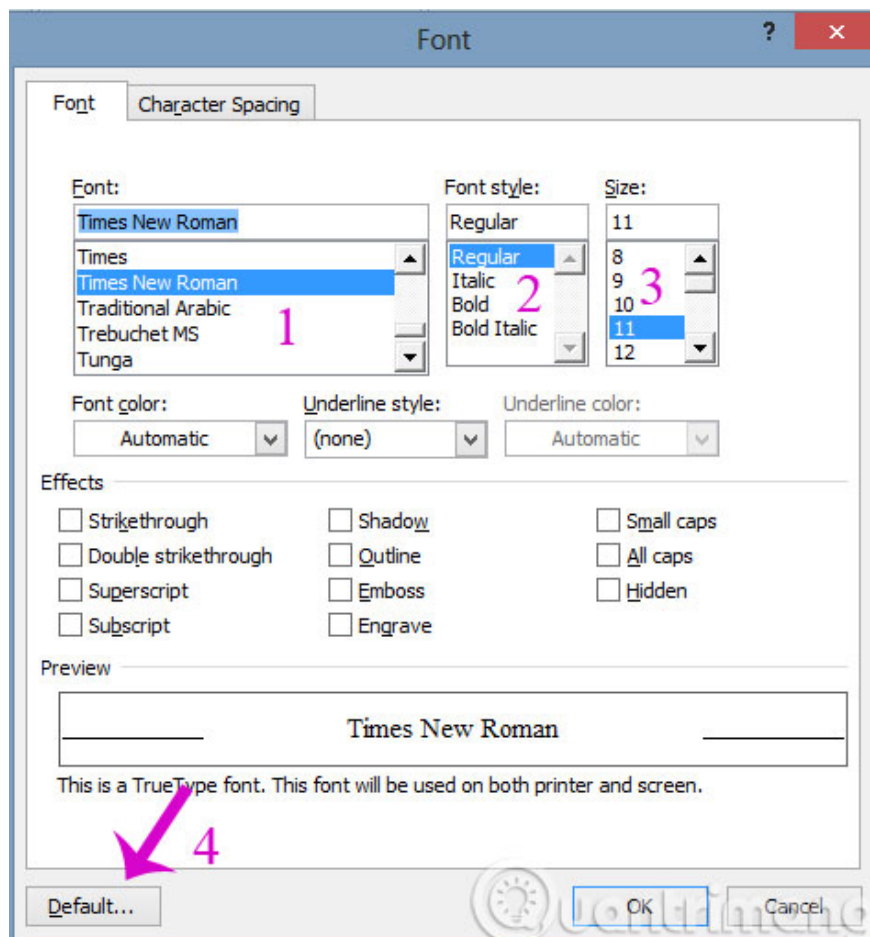 Font
?
Font Character Spacing
Font: Font style: Size:
Times New Roman Regular 11
Times Regular 8
Times New Roman Italic 9
Traditional Arabic Bold 10
Trebuchet MS Bold Italic 11
Tunga 12
1 2 3
Font color: Underline style: Underline color:
Automatic (none) Automatic
Effects
Strikethrough Shadow Small caps
Double strikethrough Outline All caps
Superscript Emboss Hidden
Subscript Engrave
Preview
Times New Roman
This is a TrueType font. This font will be used on both printer and screen.
4
Default... OK Cancel
uantrimang